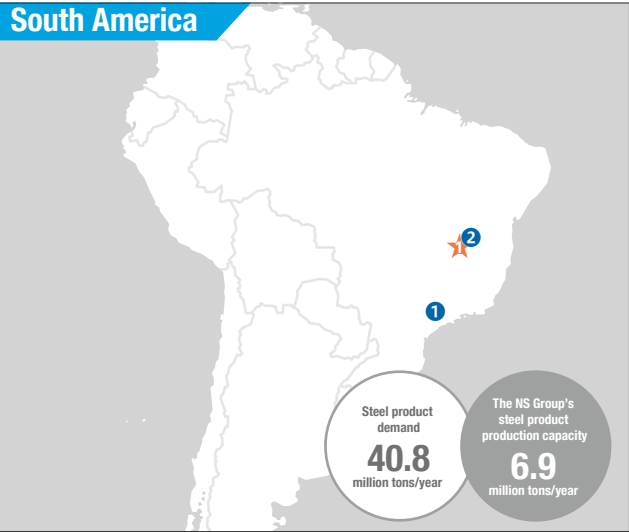 South America
2
1
1
Steel product
demand
40.8
million tons/year
The NS Group's
steel product
production capacity
6.9
million tons/year